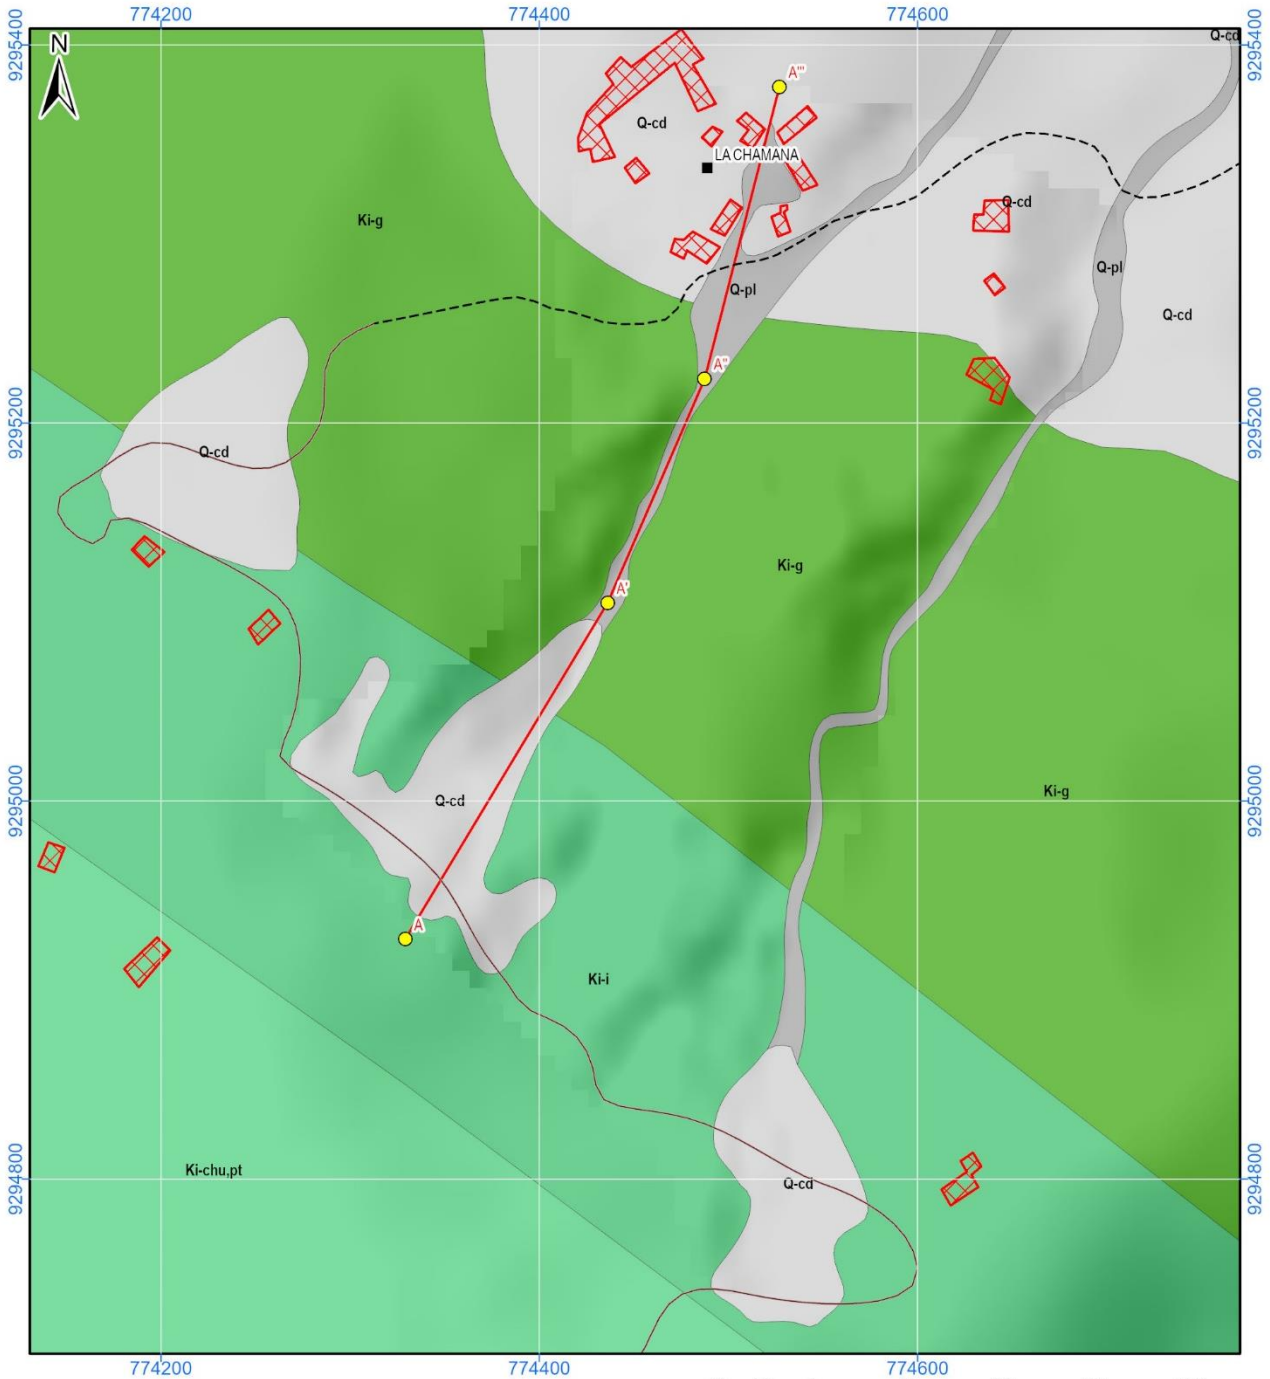 774200 774400 774600
9295400 9295400
N
Q-cd
A'''
Q-cd
LA CHAMANA
Q-cd
Ki-g
Q-pl
Q-pl
Q-cd
A''
9295200 9295200
Q-cd
Ki-g
A'
Ki-g
9295000 9295000
Q-cd
A
Ki-i
9294800 9294800
Ki-chu,pt
Q-cd
774200 774400 774600